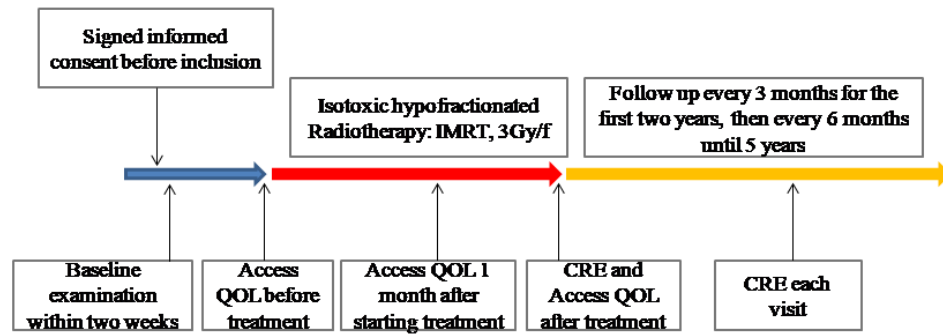 Signed informed
consent before inclusion
Isotoxic hypofractionated
Radiotherapy: IMRT, 3Gy/f
Follow up every 3 months for the
first two years, then every 6 months
until 5 years
Baseline
examination
within two weeks
Access
QOL before
treatment
Access QOL 1
month after
starting treatment
CRE and
Access QOL
after treatment
CRE each
visit